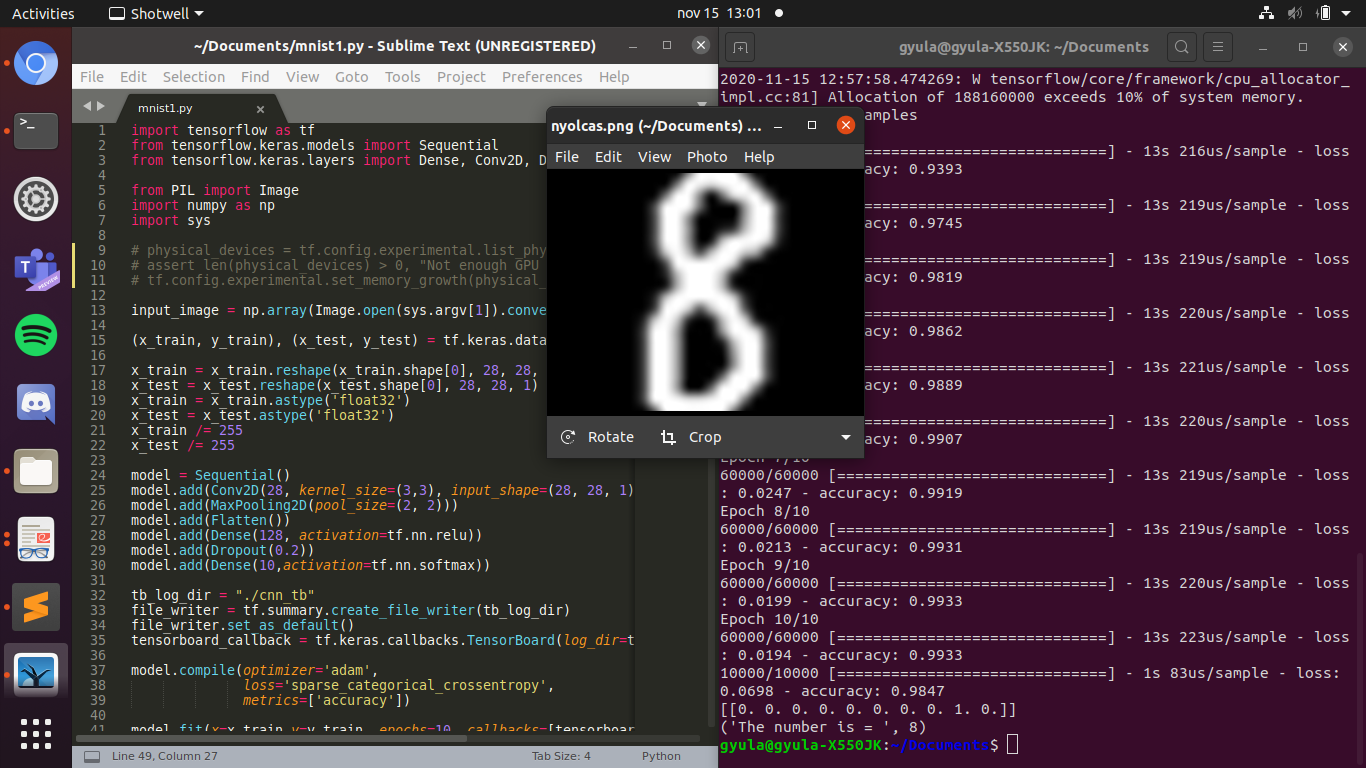 Activities
Shotwell
nov 15 13:01
~/Documents/mnist1.py - Sublime Text (UNREGISTERED)
File Edit Selection Find View Goto Tools Project Preferences Help
mnist1.py
1 import tensorflow as tf
2 from tensorflow.keras.models import Sequential
3 from tensorflow.keras.layers import Dense, Conv2D, D
4
5 from PIL import Image
6 import numpy as np
7 import sys
8
9 # physical_devices = tf.config.experimental.list_phy
10 # assert len(physical_devices) > 0, "Not enough GPU
11 # tf.config.experimental.set_memory_growth(physical_
12
13 input_image = np.array(Image.open(sys.argv[1]).conve
14
15 (x_train, y_train), (x_test, y_test) = tf.keras.data
16
17 x_train = x_train.reshape(x_train.shape[0], 28, 28,
18 x_test = x_test.reshape(x_test.shape[0], 28, 28, 1)
19 x_train = x_train.astype('float32')
20 x_test = x_test.astype('float32')
21 x_train /= 255
22 x_test /= 255
23
24 model = Sequential()
25 model.add(Conv2D(28, kernel_size=(3,3), input_shape=(28, 28, 1)
26 model.add(MaxPooling2D(pool_size=(2, 2)))
27 model.add(Flatten())
28 model.add(Dense(128, activation=tf.nn.relu))
29 model.add(Dropout(0.2))
30 model.add(Dense(10,activation=tf.nn.softmax))
31
32 tb_log_dir = "./cnn_tb"
33 file_writer = tf.summary.create_file_writer(tb_log_dir)
34 file_writer.set_as_default()
35 tensorboard_callback = tf.keras.callbacks.TensorBoard(log_dir=t
36
37 model.compile(optimizer='adam',
38 loss='sparse_categorical_crossentropy',
39 metrics=['accuracy'])
40
41 model.fit(x=x_train,y=y_train, epochs=10, callbacks=[tensorboar
Line 49, Column 27
Tab Size: 4
Python
nyolcas.png (~/Documents) ...
File Edit View Photo Help
8
Rotate
Crop
gyula@gyula-X550JK: ~/Documents
2020-11-15 12:57:58.474269: W tensorflow/core/framework/cpu_allocator_
impl.cc:81] Allocation of 188160000 exceeds 10% of system memory.
amples
===========================] - 13s 216us/sample - loss
acy: 0.9393
===========================] - 13s 219us/sample - loss
acy: 0.9745
===========================] - 13s 219us/sample - loss
acy: 0.9819
===========================] - 13s 220us/sample - loss
acy: 0.9862
===========================] - 13s 221us/sample - loss
acy: 0.9889
===========================] - 13s 220us/sample - loss
acy: 0.9907
Epoch 7/10
60000/60000 [==============================] - 13s 219us/sample - loss
: 0.0247 - accuracy: 0.9919
Epoch 8/10
60000/60000 [==============================] - 13s 219us/sample - loss
: 0.0213 - accuracy: 0.9931
Epoch 9/10
60000/60000 [==============================] - 13s 220us/sample - loss
: 0.0199 - accuracy: 0.9933
Epoch 10/10
60000/60000 [==============================] - 13s 223us/sample - loss
: 0.0194 - accuracy: 0.9933
10000/10000 [==============================] - 1s 83us/sample - loss:
0.0698 - accuracy: 0.9847
[[0. 0. 0. 0. 0. 0. 0. 0. 1. 0.]]
('The number is = ', 8)
gyula@gyula-X550JK:~/Documents$